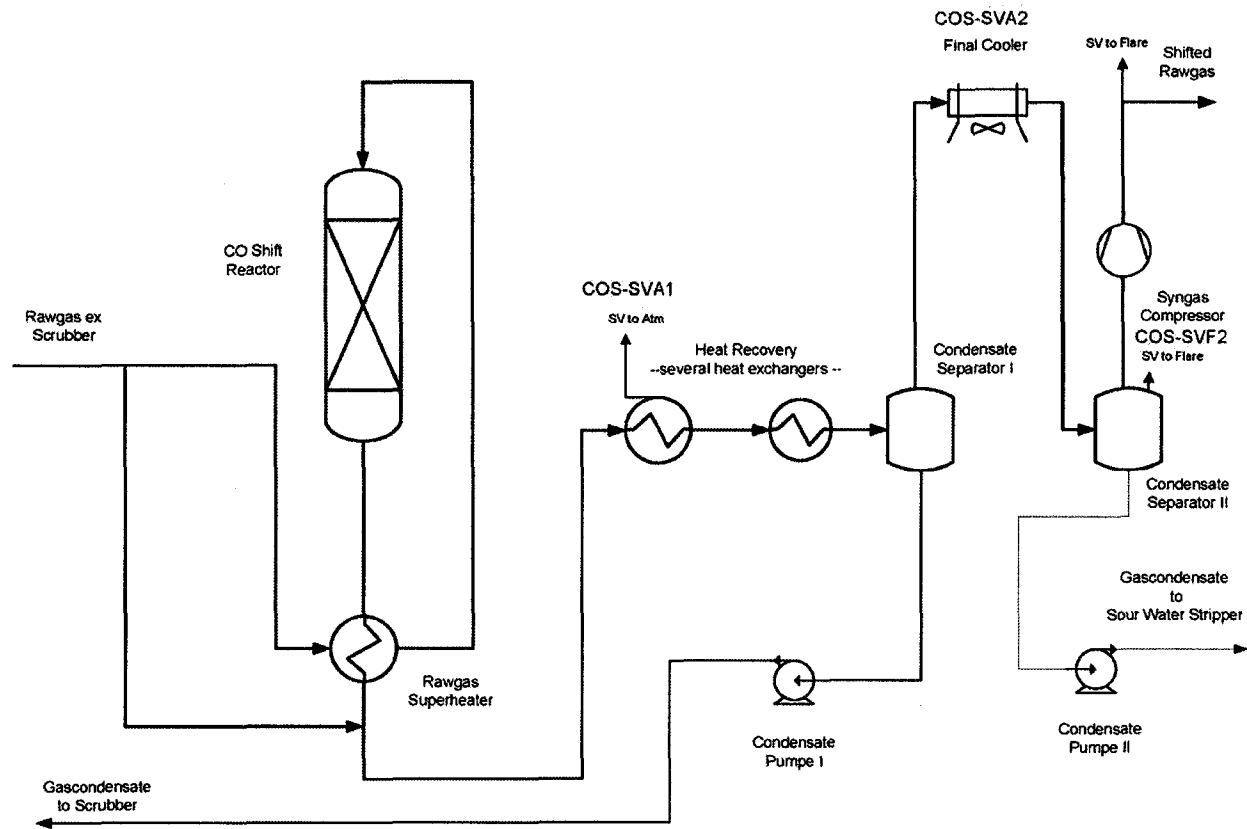 COS-SVA2
Final Cooler
SV to Flare
Shifted
Rawgas
CO Shift
Reactor
COS-SVA1
SV to Atm
Rawgas ex
Scrubber
Heat Recovery
--several heat exchangers --
Condensate
Separator I
Syngas
Compressor
COS-SVF2
SV to Flare
Condensate
Separator II
Gascondensate
to
Sour Water Stripper
Rawgas
Superheater
Condensate
Pumpe I
Condensate
Pumpe II
Gascondensate
to Scrubber